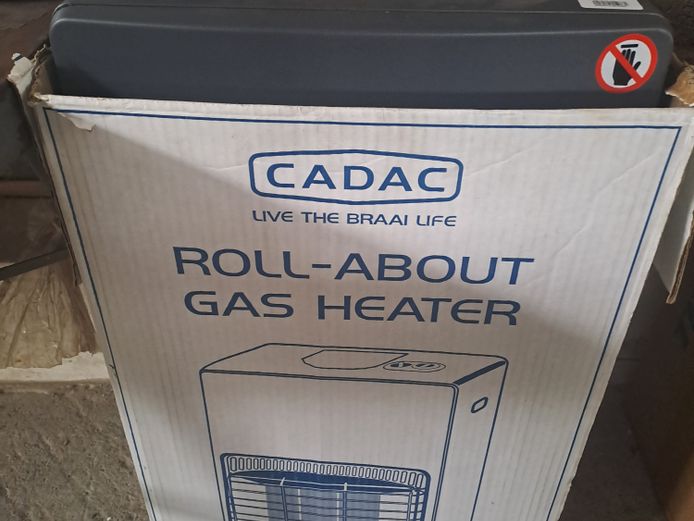 CADAC
LIVE THE BRAAI LIFE
ROLL-ABOUT
GAS HEATER